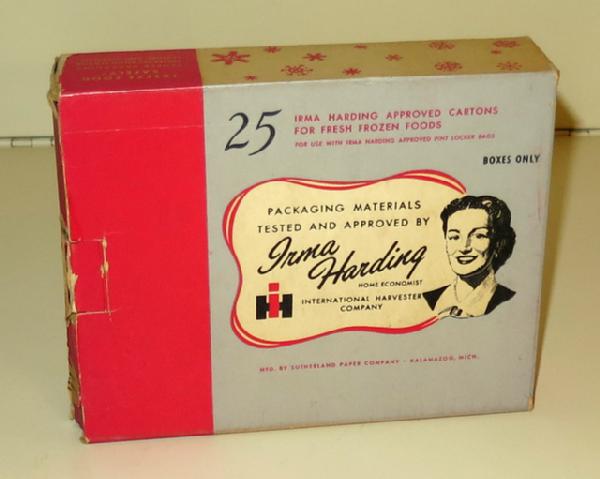 25
IRMA HARDING APPROVED CARTONS
FOR FRESH FROZEN FOODS
FOR USE WITH IRMA HARDING APPROVED PINT LOCKER BAGS
BOXES ONLY
PACKAGING MATERIALS
TESTED AND APPROVED BY
Irma
Harding
HOME ECONOMIST
IH
INTERNATIONAL HARVESTER
COMPANY
MFD. BY SUTHERLAND PAPER COMPANY - KALAMAZOO, MICH.